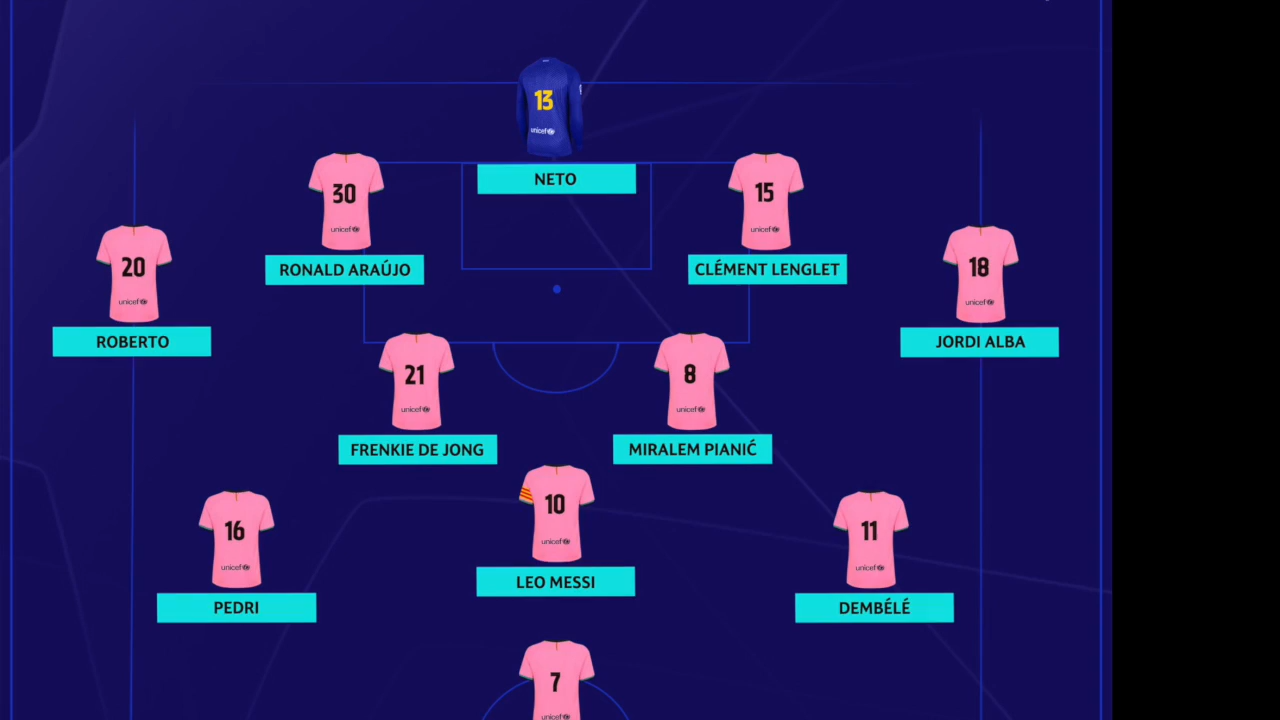 13
unicef
NETO
30
unicef
RONALD ARAÚJO
15
unicef
CLÉMENT LENGLET
20
unicef
ROBERTO
18
unicef
JORDI ALBA
21
unicef
FRENKIE DE JONG
8
unicef
MIRALEM PIANIĆ
10
unicef
LEO MESSI
16
unicef
PEDRI
11
unicef
DEMBÉLÉ
7
unicef